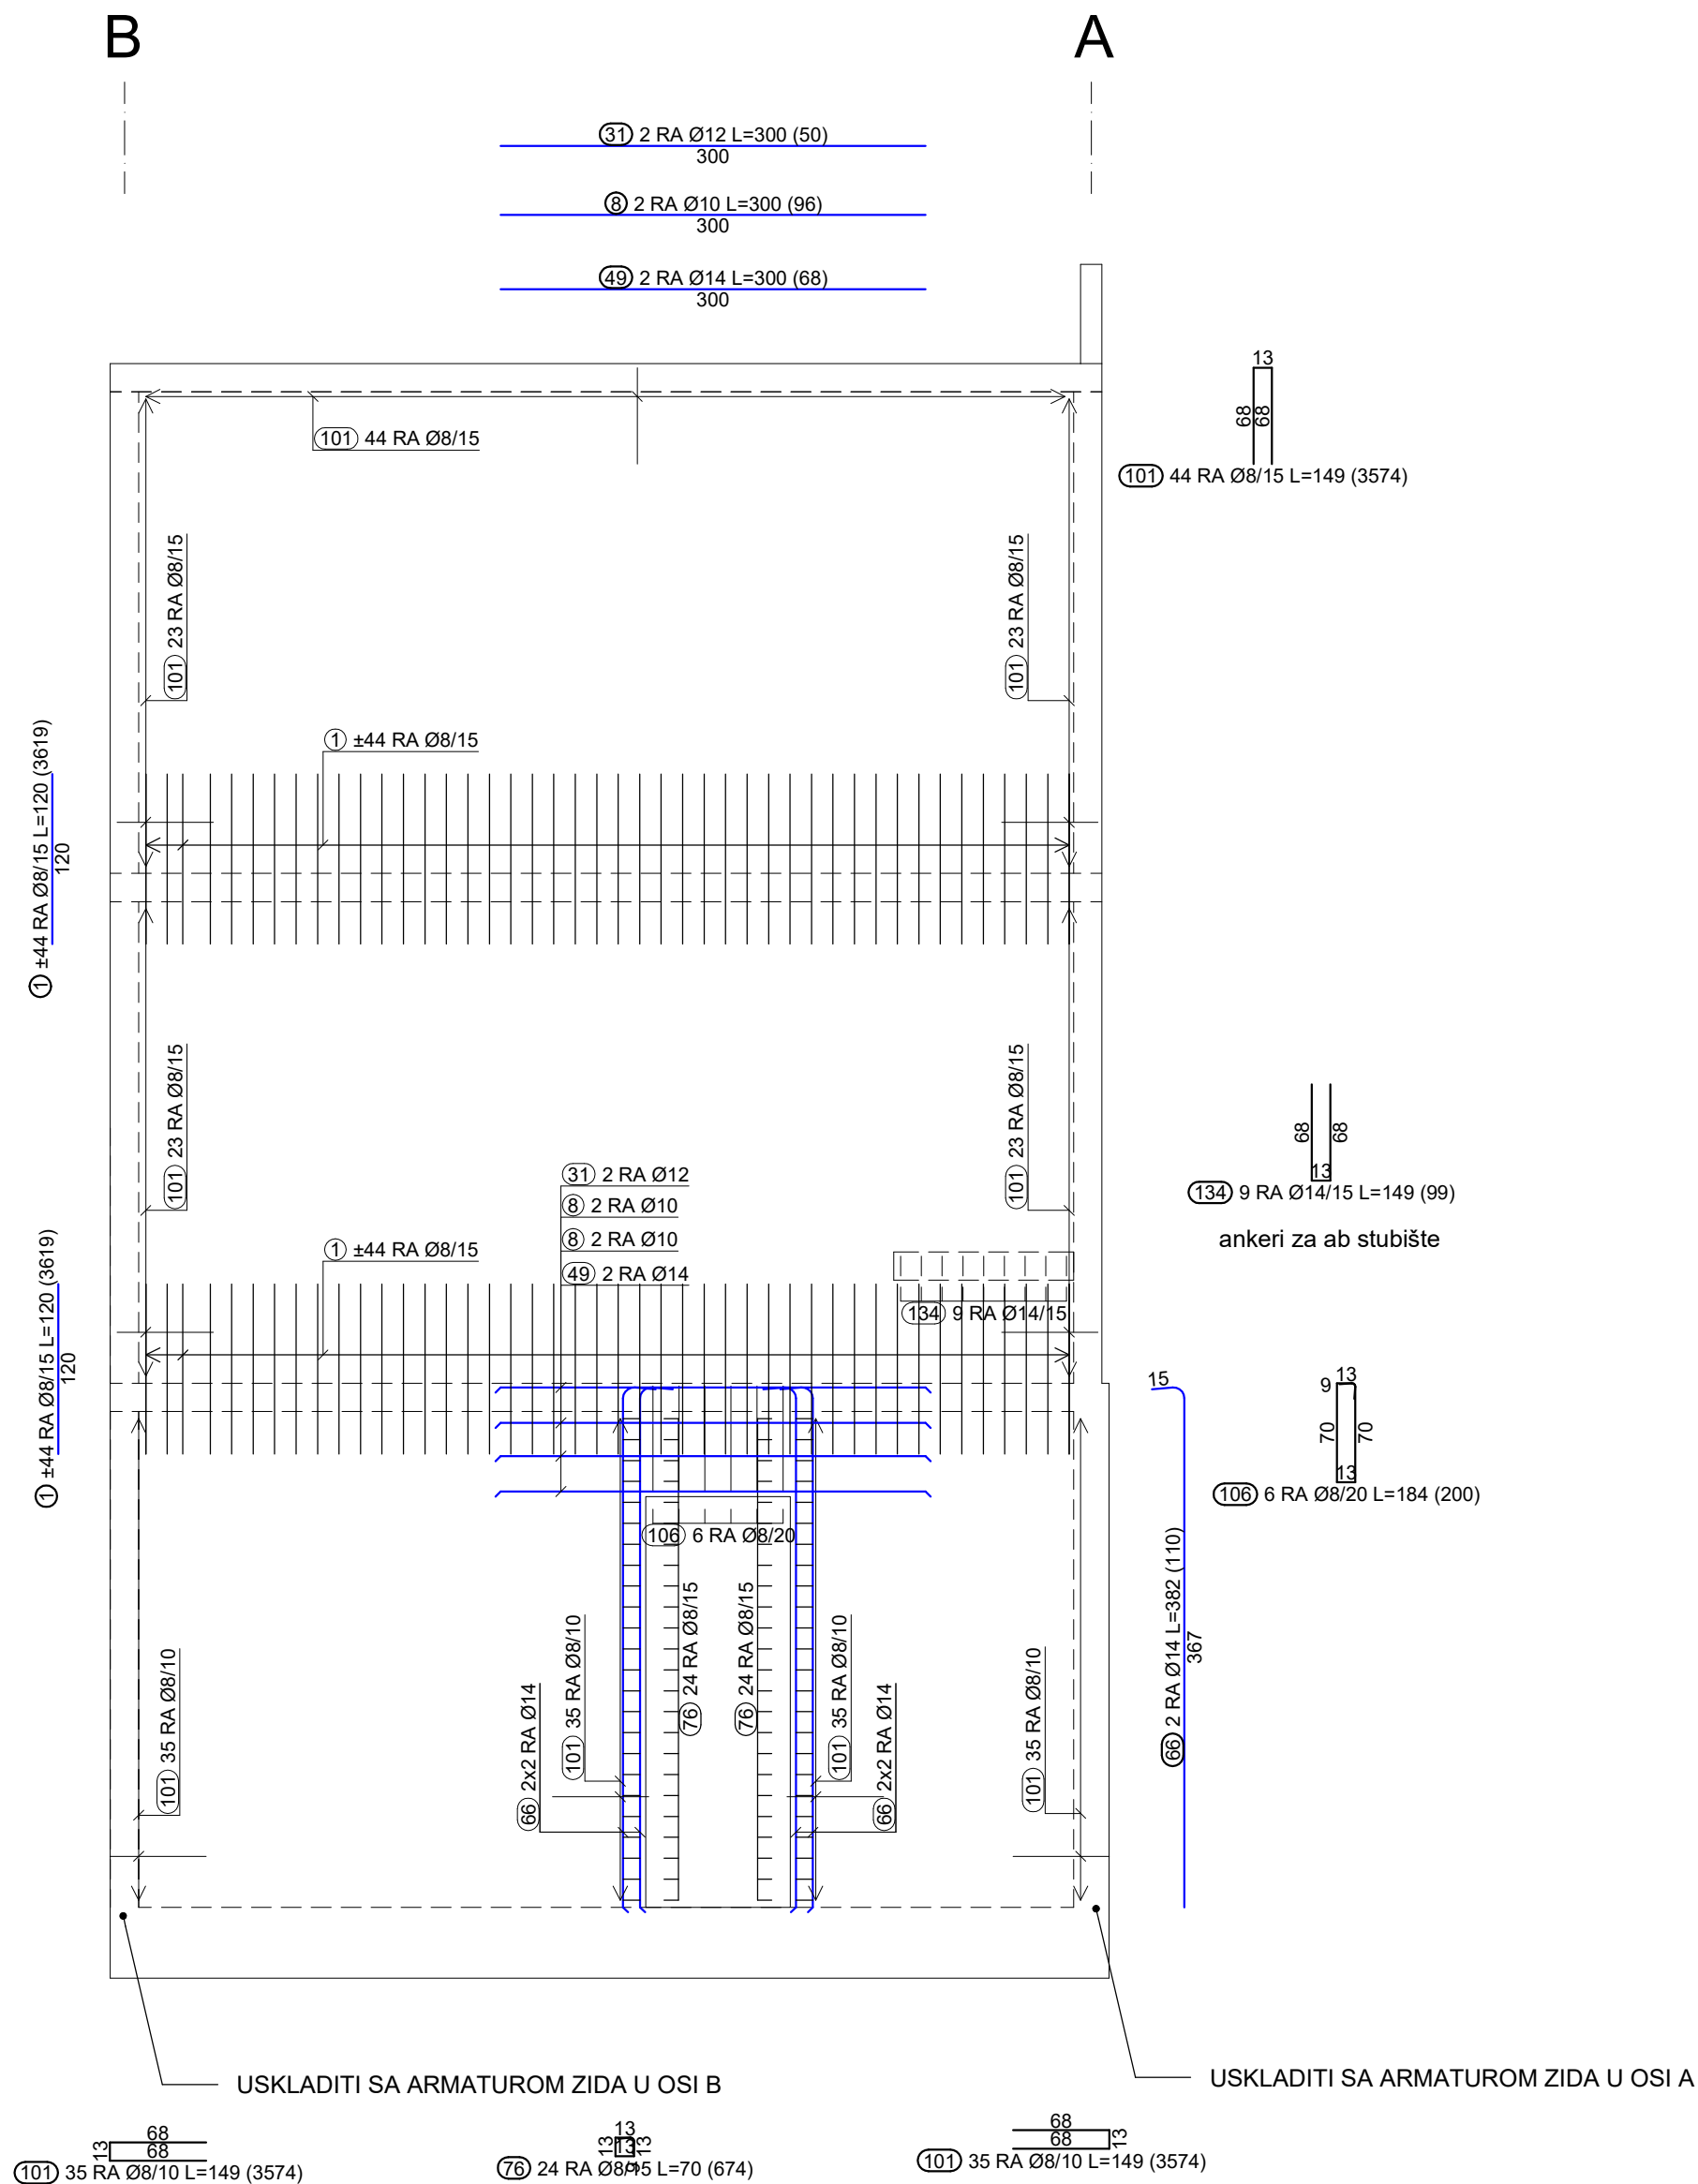 B
A
31 2 RA Ø12 L=300 (50)
300
8 2 RA Ø10 L=300 (96)
300
49 2 RA Ø14 L=300 (68)
300
13
68
68
101 44 RA Ø8/15
101 44 RA Ø8/15 L=149 (3574)
101 23 RA Ø8/15
101 23 RA Ø8/15
1 ±44 RA Ø8/15
1 ±44 RA Ø8/15 L=120 (3619)
120
101 23 RA Ø8/15
101 23 RA Ø8/15
68
68
13
134 9 RA Ø14/15 L=149 (99)
ankeri za ab stubište
31 2 RA Ø12
8 2 RA Ø10
8 2 RA Ø10
49 2 RA Ø14
1 ±44 RA Ø8/15
1 ±44 RA Ø8/15 L=120 (3619)
120
134 9 RA Ø14/15
15
66 2 RA Ø14 L=382 (110)
367
13
9
70
70
13
106 6 RA Ø8/20 L=184 (200)
106 6 RA Ø8/20
101 35 RA Ø8/10
66 2x2 RA Ø14
101 35 RA Ø8/10
76 24 RA Ø8/15
76 24 RA Ø8/15
101 35 RA Ø8/10
66 2x2 RA Ø14
101 35 RA Ø8/10
USKLADITI SA ARMATUROM ZIDA U OSI B
USKLADITI SA ARMATUROM ZIDA U OSI A
68
68
13
101 35 RA Ø8/10 L=149 (3574)
13
13
13
13
76 24 RA Ø8/15 L=70 (674)
68
68
13
101 35 RA Ø8/10 L=149 (3574)